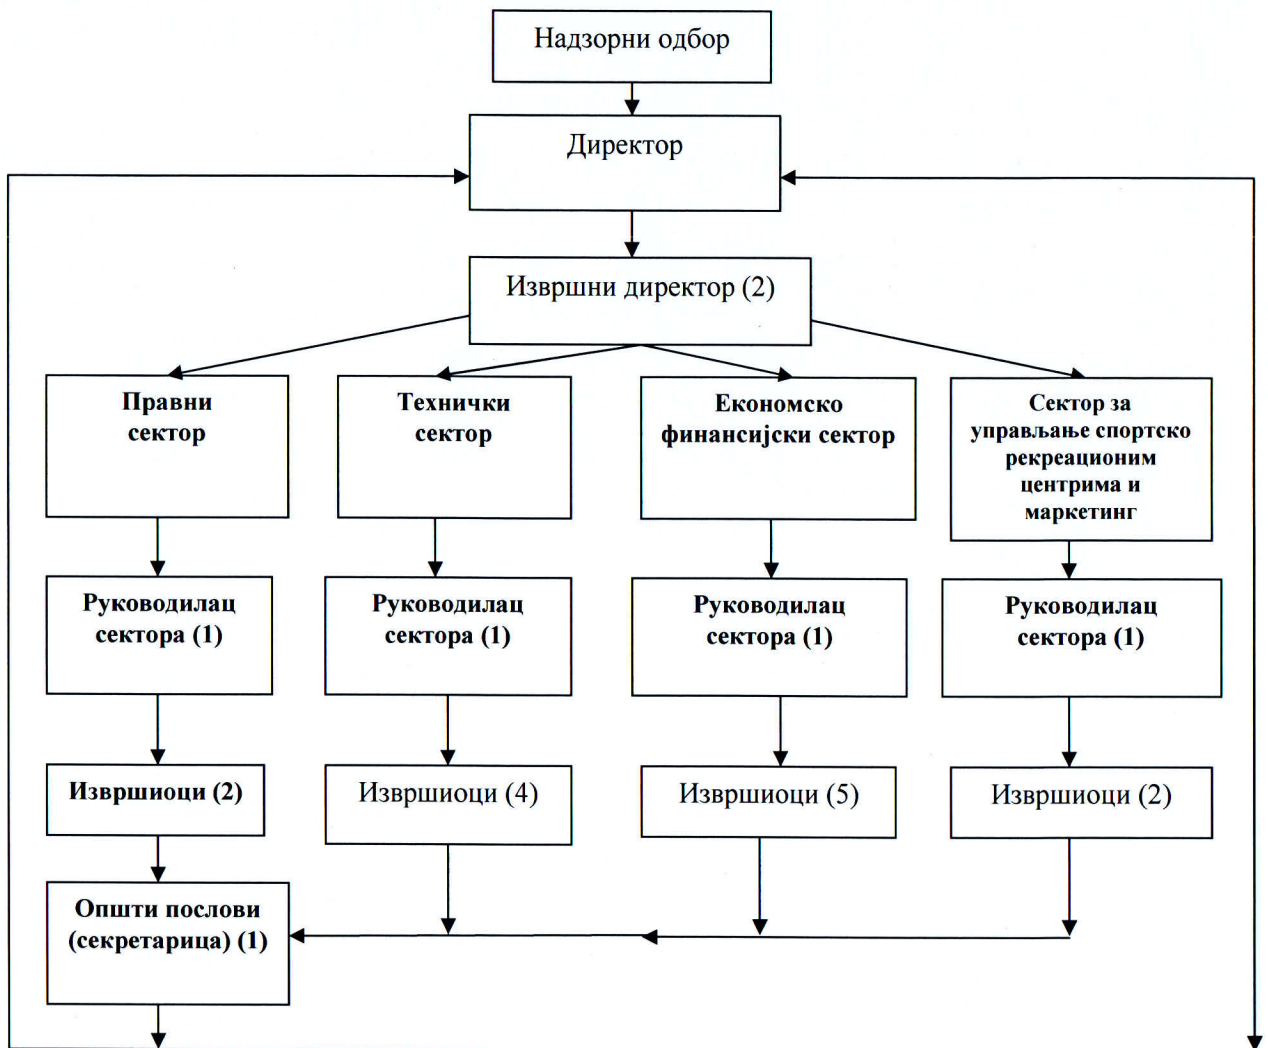 Надзорни одбор
Директор
Извршни директор (2)
Правни
сектор
Технички
сектор
Економско
финансијски сектор
Сектор за
управљање спортско
рекреационим
центрима и
маркетинг
Руководилац
сектора (1)
Руководилац
сектора (1)
Руководилац
сектора (1)
Руководилац
сектора (1)
Извршиоци (2)
Извршиоци (4)
Извршиоци (5)
Извршиоци (2)
Општи послови
(секретарица) (1)